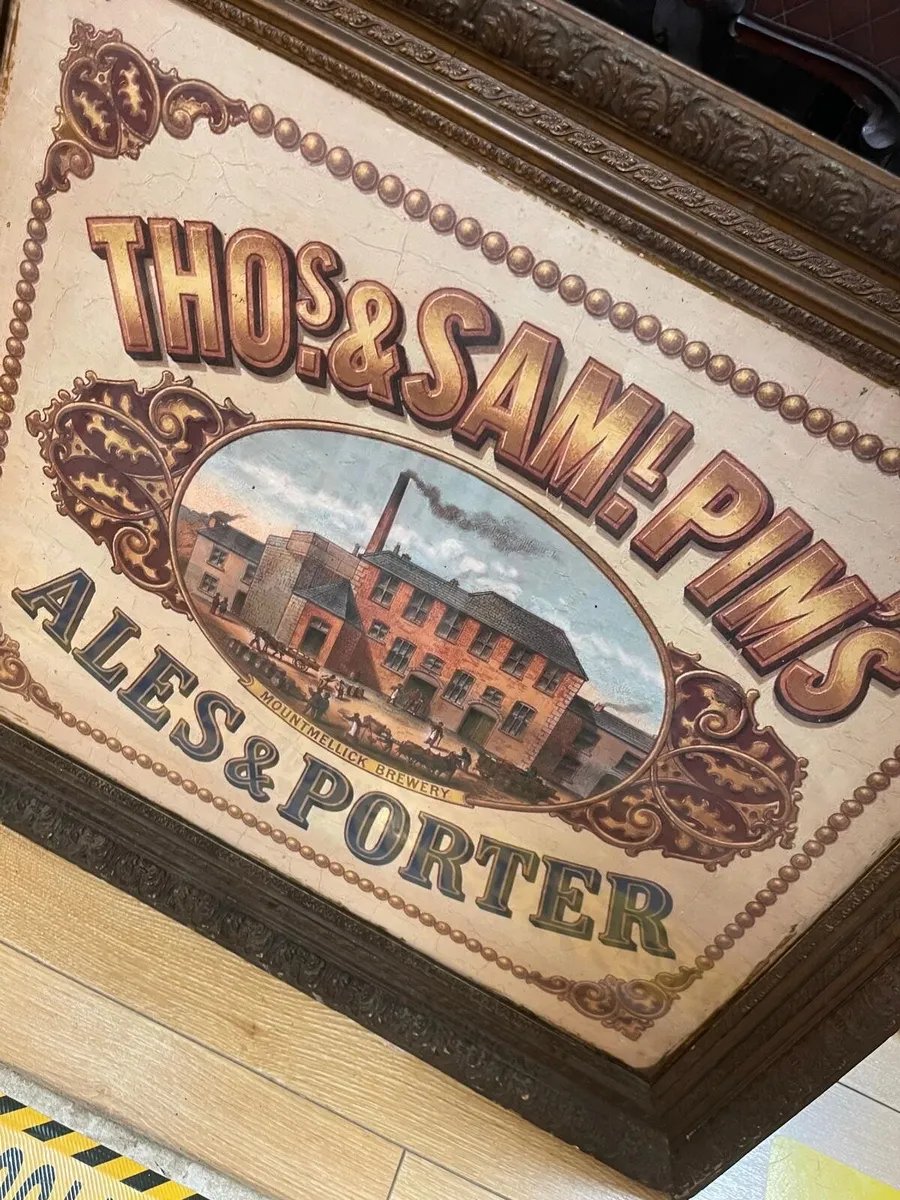 THOS. & SAML. PIM'S
MOUNTMELLICK BREWERY
ALES & PORTER